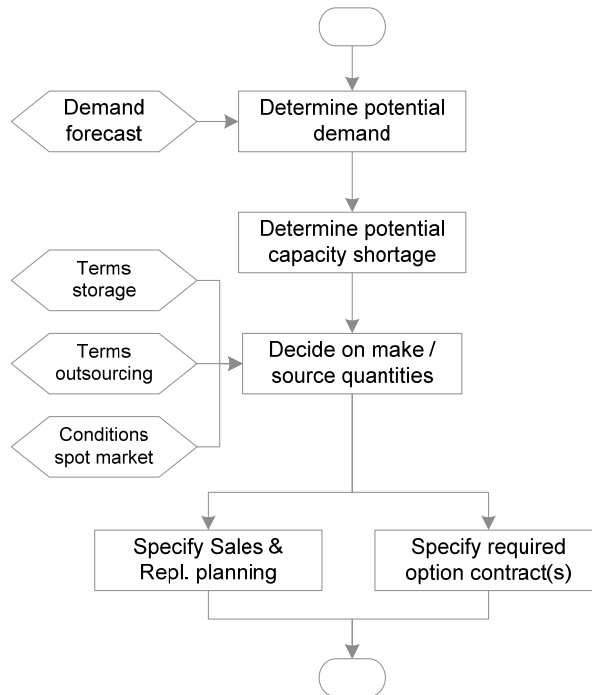 Demand
forecast
Determine potential
demand
Determine potential
capacity shortage
Terms
storage
Terms
outsourcing
Decide on make /
source quantities
Conditions
spot market
Specify Sales &
Repl. planning
Specify required
option contract(s)